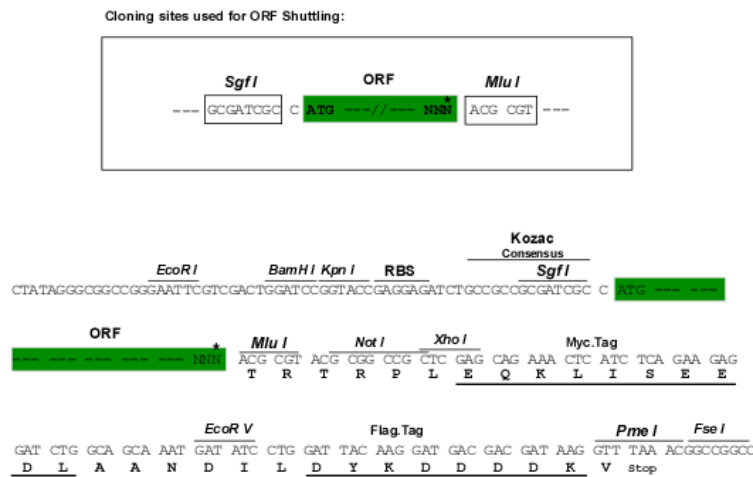 Cloning sites used for ORF Shuttling:
Sgf I ORF Mlu I
--- GCGATCGC C ATG ---//--- NNN* ACG CGT ---
Kozac
Consensus
EcoR I BamH I Kpn I RBS Sgf I
CTATAGGGCGGCCGGGAATTCGTCGACTGGATCCGGTACCGAGGAGATCTGCCGCCGCGATCGC C ATG --- ---
ORF Mlu I Not I Xho I Myc.Tag
--- --- --- --- --- --- NNN* ACG CGT ACG CGG CCG CTC GAG CAG AAA CTC ATC TCA GAA GAG
T R T R P L E Q K L I S E E
EcoR V Flag.Tag Pme I Fse I
GAT CTG GCA GCA AAT GAT ATC CTG GAT TAC AAG GAT GAC GAC GAT AAG GTT TAA ACGGCCGGCC
D L A A N D I L D Y K D D D D K V Stop